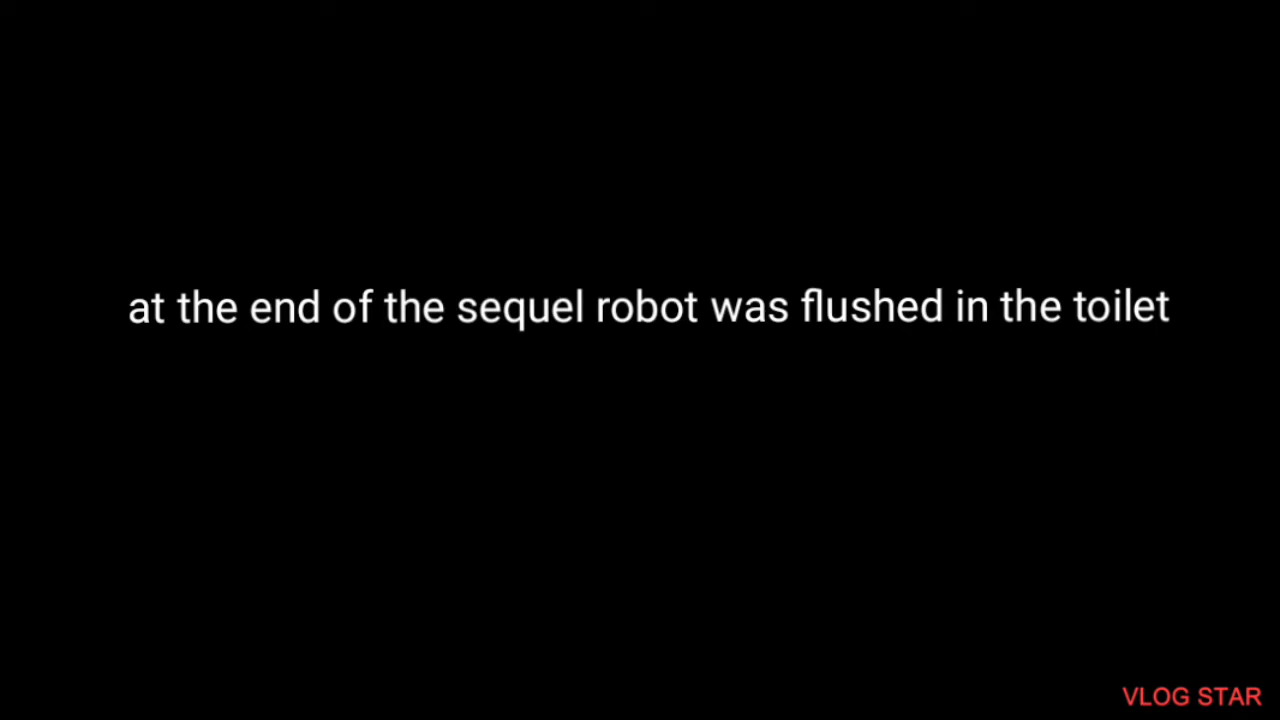 at the end of the sequel robot was flushed in the toilet
VLOG STAR